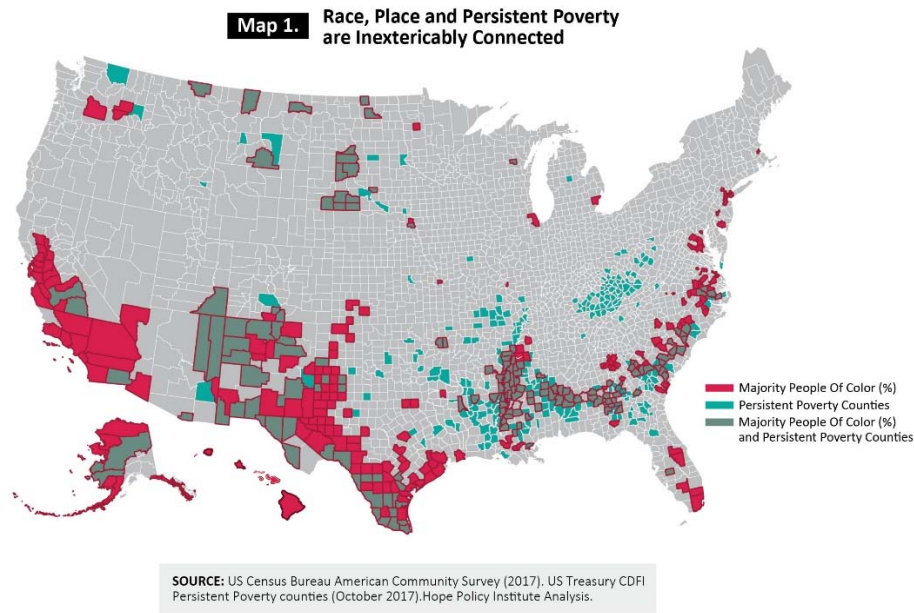 Map 1.
Race, Place and Persistent Poverty
are Inextericably Connected
Majority People Of Color (%)
Persistent Poverty Counties
Majority People Of Color (%)
and Persistent Poverty Counties
SOURCE: US Census Bureau American Community Survey (2017). US Treasury CDFI
Persistent Poverty counties (October 2017).Hope Policy Institute Analysis.